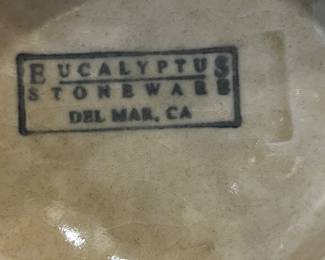 EUCALYPTUS
STONEWARE
DEL MAR, CA